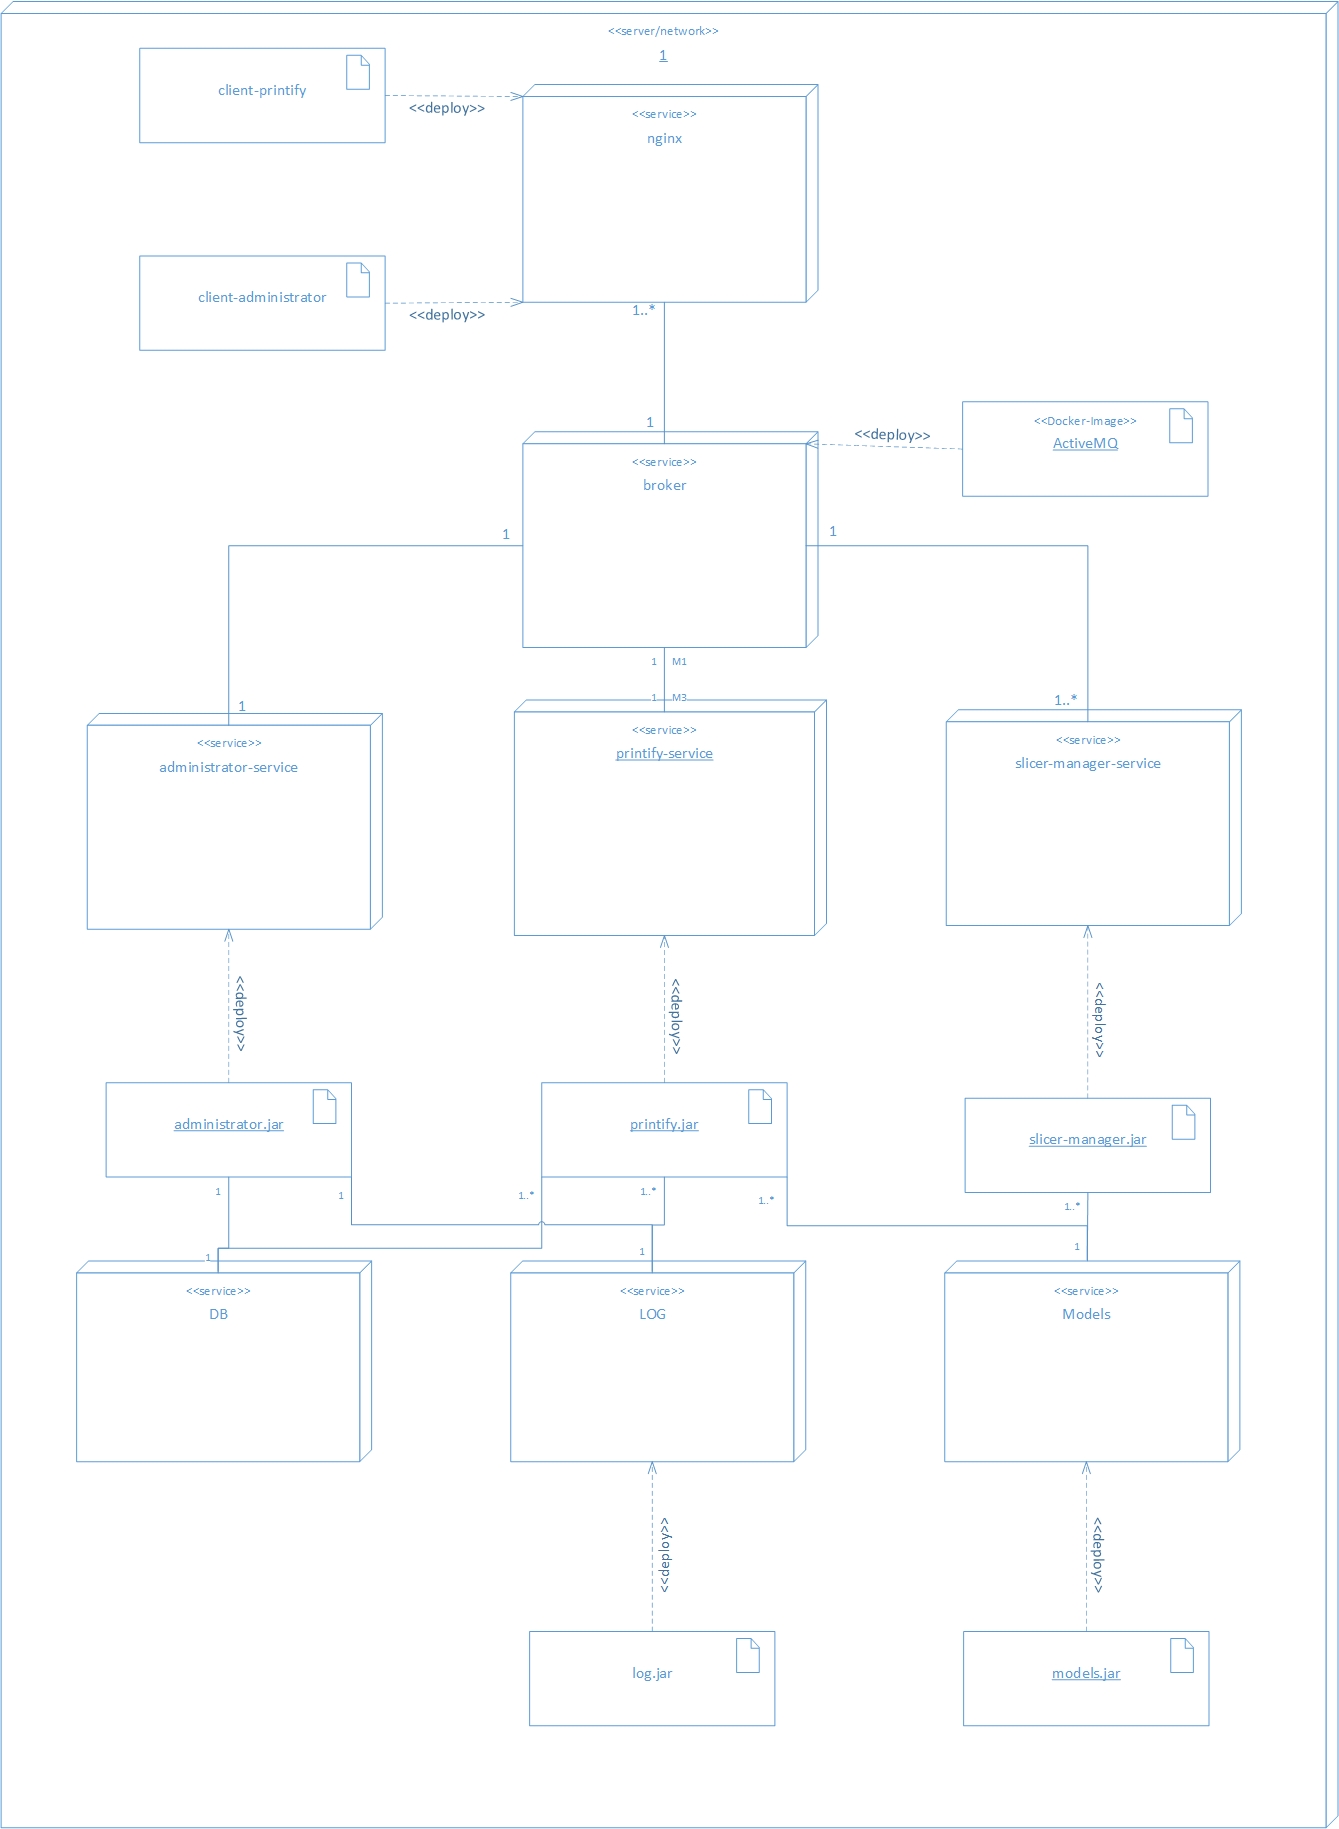 <<server/network>>
1
client-printify
<<deploy>>
<<service>>
nginx
client-administrator
<<deploy>>
1..*
1
<<deploy>>
<<Docker-Image>>
ActiveMQ
<<service>>
broker
1
1
1 M1
1 M3
1
1..*
<<service>>
administrator-service
<<service>>
printify-service
<<service>>
slicer-manager-service
<<deploy>>
<<deploy>>
<<deploy>>
administrator.jar
printify.jar
slicer-manager.jar
1
1
1..*
1..*
1..*
1..*
1
1
1
<<service>>
DB
<<service>>
LOG
<<service>>
Models
<<deploy>>
<<deploy>>
log.jar
models.jar